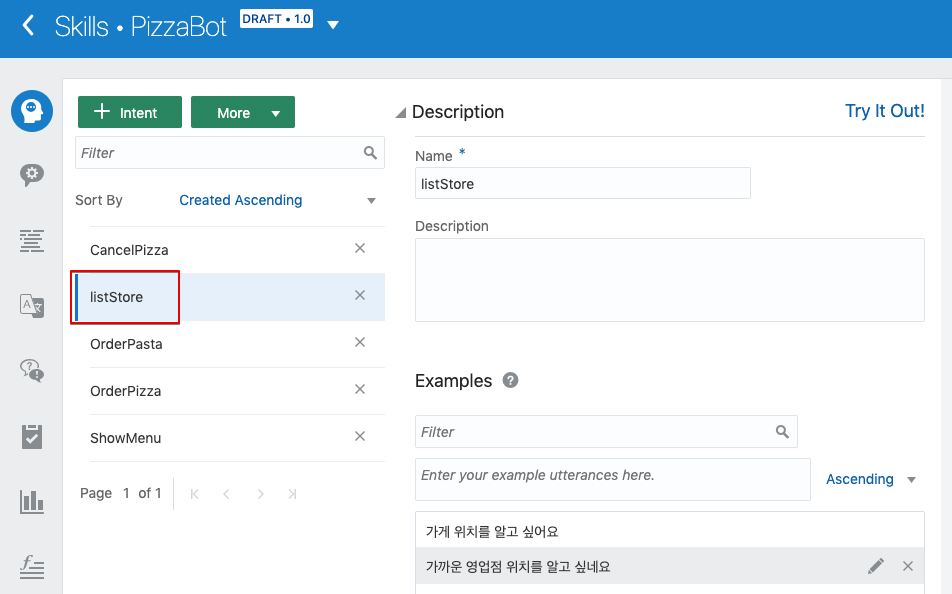 Skills • PizzaBot DRAFT • 1.0
Intent
More
Filter
Sort By Created Ascending
CancelPizza
listStore
OrderPasta
OrderPizza
ShowMenu
Page 1 of 1
Description Try It Out!
Name *
listStore
Description
Examples ?
Filter
Enter your example utterances here.
Ascending
가게 위치를 알고 싶어요
가까운 영업점 위치를 알고 싶네요